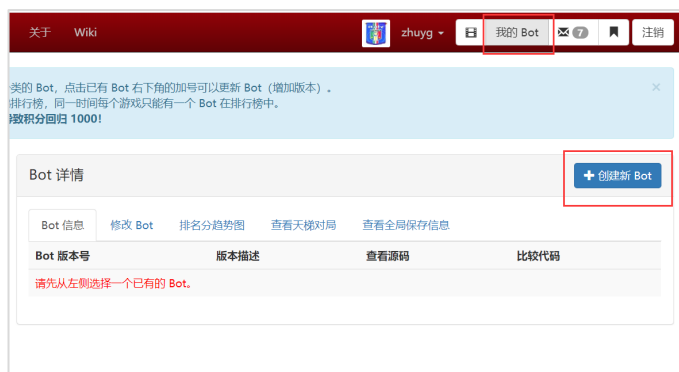 关于 Wiki zhuyg 我的 Bot 7 注销
类的 Bot，点击已有 Bot 右下角的加号可以更新 Bot（增加版本）。
排行榜，同一时间每个游戏只能有一个 Bot 在排行榜中。
致积分回归 1000!
Bot 详情 创建新 Bot
Bot 信息 修改 Bot 排名分趋势图 查看天梯对局 查看全局保存信息
Bot 版本号 版本描述 查看源码 比较代码
请先从左侧选择一个已有的 Bot。